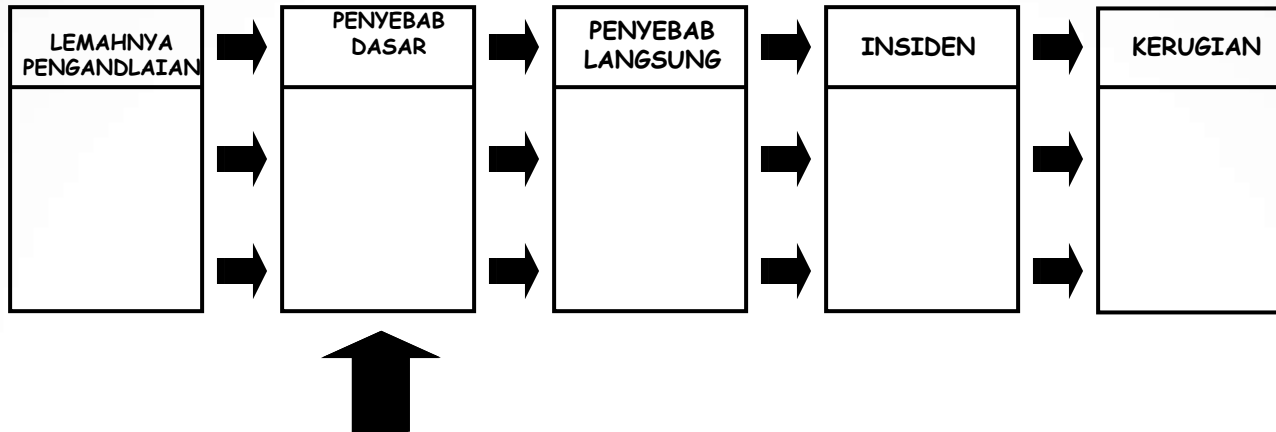 LEMAHNYA
PENGANDLAIAN
PENYEBAB
DASAR
PENYEBAB
LANGSUNG
INSIDEN
KERUGIAN